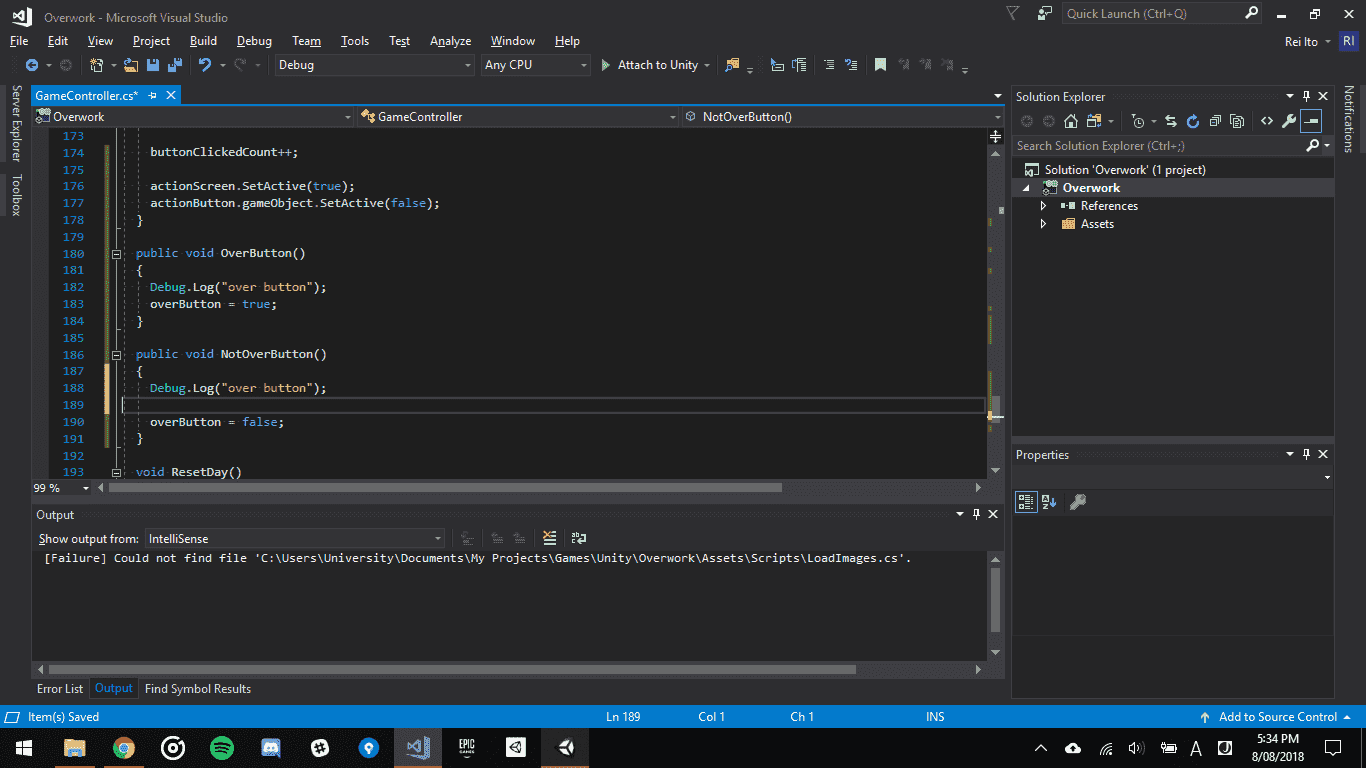 Overwork - Microsoft Visual Studio
Quick Launch (Ctrl+Q)
File Edit View Project Build Debug Team Tools Test Analyze Window Help
Rei Ito RI
Debug Any CPU Attach to Unity
Server Explorer
Toolbox
GameController.cs*
Overwork GameController NotOverButton()
173
174 buttonClickedCount++;
175
176 actionScreen.SetActive(true);
177 actionButton.gameObject.SetActive(false);
178 }
179
180 public void OverButton()
181 {
182 Debug.Log("over button");
183 overButton = true;
184 }
185
186 public void NotOverButton()
187 {
188 Debug.Log("over button");
189
190 overButton = false;
191 }
192
193 void ResetDay()
99 %
Output
Show output from: IntelliSense
[Failure] Could not find file 'C:\Users\University\Documents\My Projects\Games\Unity\Overwork\Assets\Scripts\LoadImages.cs'.
Error List Output Find Symbol Results
Solution Explorer
Search Solution Explorer (Ctrl+;)
Solution 'Overwork' (1 project)
Overwork
References
Assets
Properties
Notifications
Item(s) Saved Ln 189 Col 1 Ch 1 INS Add to Source Control
EPIC
GAMES
A J
5:34 PM
8/08/2018